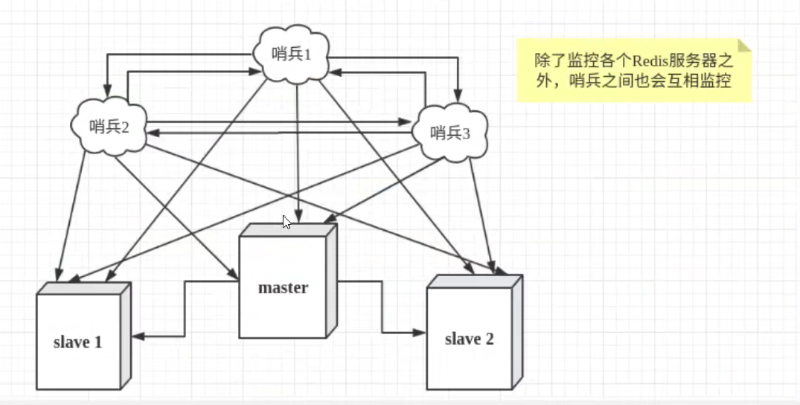 哨兵1
除了监控各个Redis服务器之
外，哨兵之间也会互相监控
哨兵2
哨兵3
master
slave 1
slave 2